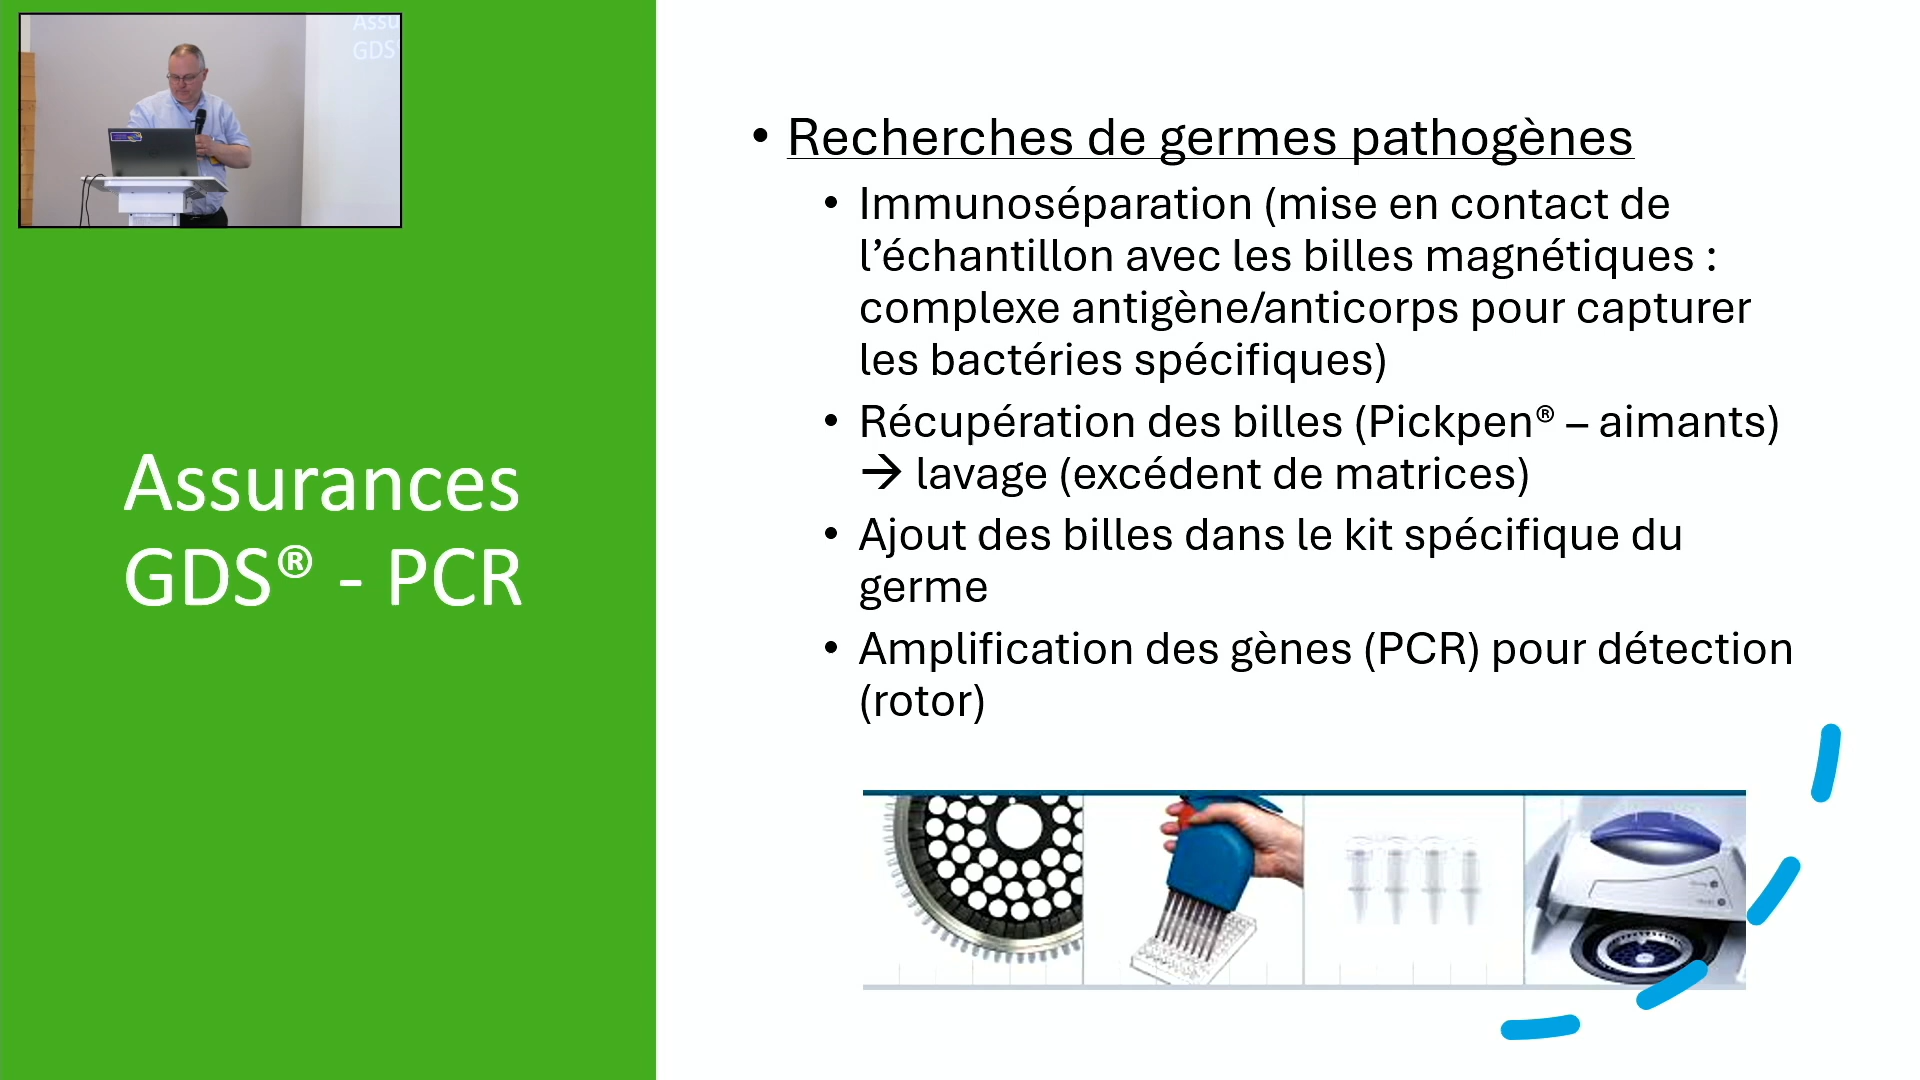 Assu
GDS®
Assurances
GDS® - PCR
• Recherches de germes pathogènes
• Immunoséparation (mise en contact de
l’échantillon avec les billes magnétiques :
complexe antigène/anticorps pour capturer
les bactéries spécifiques)
• Récupération des billes (Pickpen® – aimants)
→ lavage (excédent de matrices)
• Ajout des billes dans le kit spécifique du
germe
• Amplification des gènes (PCR) pour détection
(rotor)